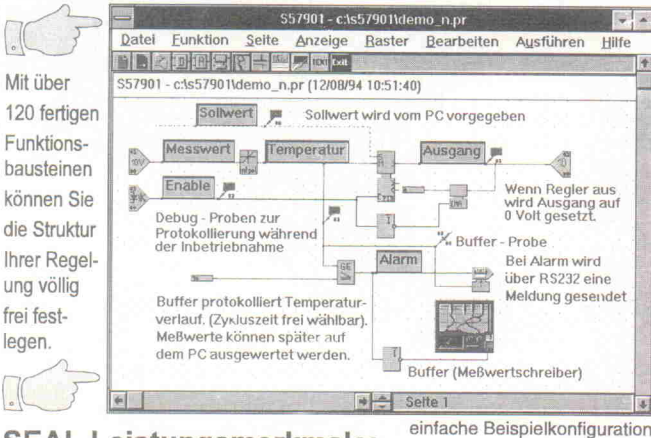 Mit über
120 fertigen
Funktions-
bausteinen
können Sie
die Struktur
Ihrer Regel-
ung völlig
frei fest-
legen.
S57901 - c:\s57901\demo_n.pr
Datei Funktion Seite Anzeige Raster Bearbeiten Ausführen Hilfe
TEXT Exit
S57901 - c:\s57901\demo_n.pr (12/08/94 10:51:40)
Sollwert
Sollwert wird vom PC vorgegeben
Messwert
Temperatur
Ausgang
10V
Enable
Wenn Regler aus
wird Ausgang auf
0 Volt gesetzt.
Debug - Proben zur
Protokollierung während
der Inbetriebnahme
Buffer - Probe
Alarm
GE
Bei Alarm wird
über RS232 eine
Meldung gesendet
Buffer protokolliert Temperatur-
verlauf. (Zykluszeit frei wählbar).
Meßwerte können später auf
dem PC ausgewertet werden.
Buffer (Meßwertschreiber)
Seite 1
einfache Beispielkonfiguration